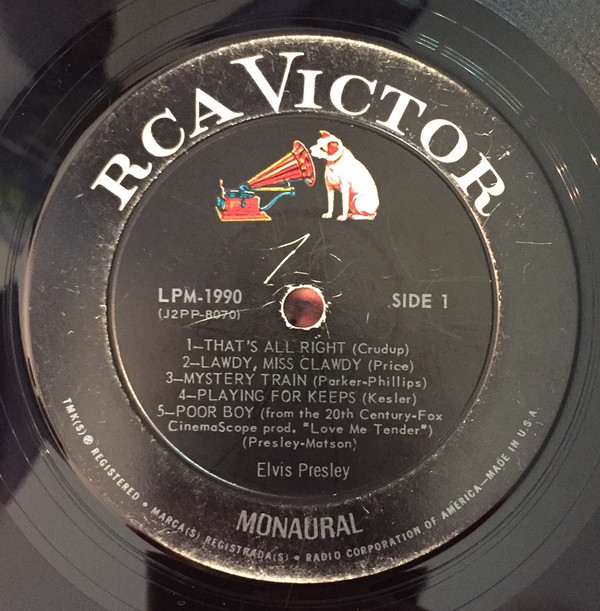 RCA VICTOR
LPM-1990
(J2PP-8070)
SIDE 1
1—THAT'S ALL RIGHT (Crudup)
2—LAWDY, MISS CLAWDY (Price)
3—MYSTERY TRAIN (Parker-Phillips)
4—PLAYING FOR KEEPS (Kesler)
5—POOR BOY (from the 20th Century-Fox
CinemaScope prod. "Love Me Tender")
(Presley-Matson)
Elvis Presley
MONAURAL
TMK(S) ® REGISTERED • MARCA(S) REGISTRADA(S) • RADIO CORPORATION OF AMERICA—MADE IN U.S.A.